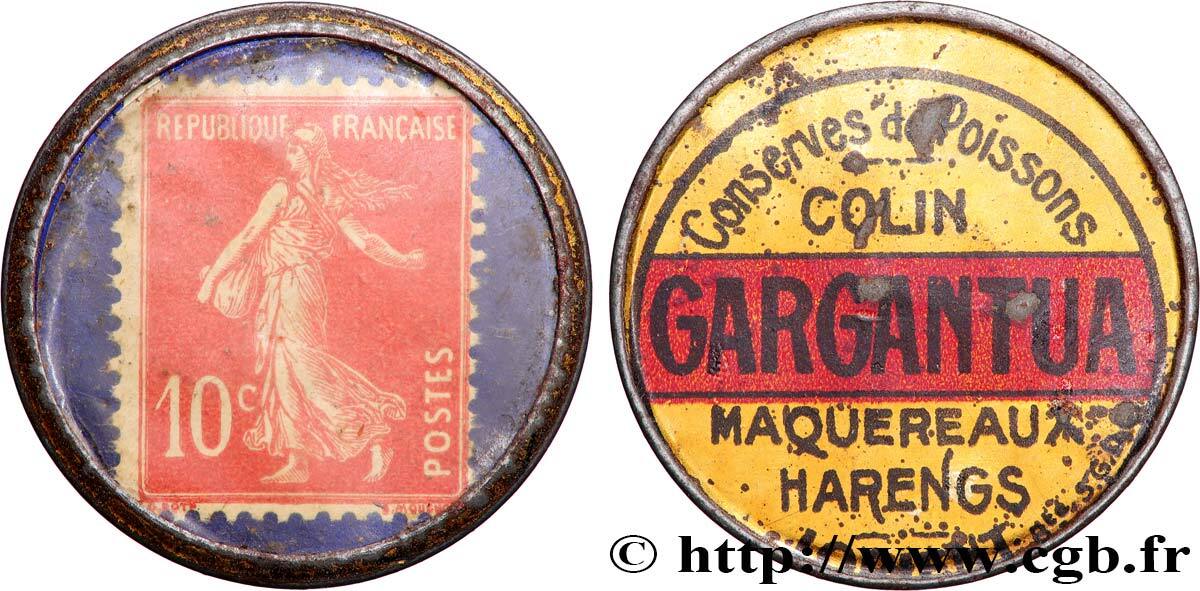 REPUBLIQUE FRANÇAISE
10c
POSTES
Conserves de Poissons
COLIN
GARGANTUA
MAQUEREAUX
HARENGS
© http://www.cgb.fr